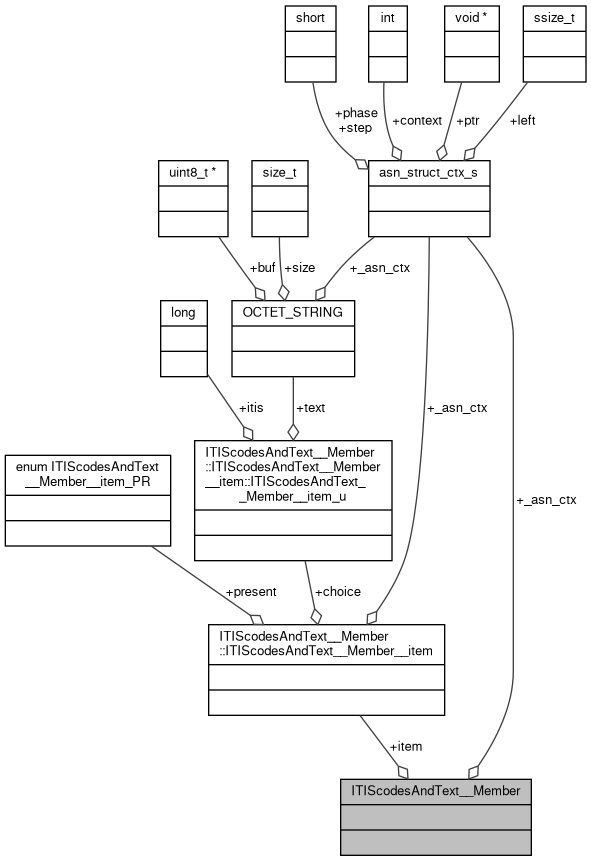 short
int
void *
ssize_t
+phase
+step
+context
+ptr
+left
uint8_t *
size_t
asn_struct_ctx_s
+buf
+size
+_asn_ctx
long
OCTET_STRING
+itis
+text
+_asn_ctx
enum ITIScodesAndText
__Member__item_PR
ITIScodesAndText__Member
::ITIScodesAndText__Member
__item::ITIScodesAndText_
_Member__item_u
+_asn_ctx
+present
+choice
ITIScodesAndText__Member
::ITIScodesAndText__Member__item
+item
ITIScodesAndText__Member